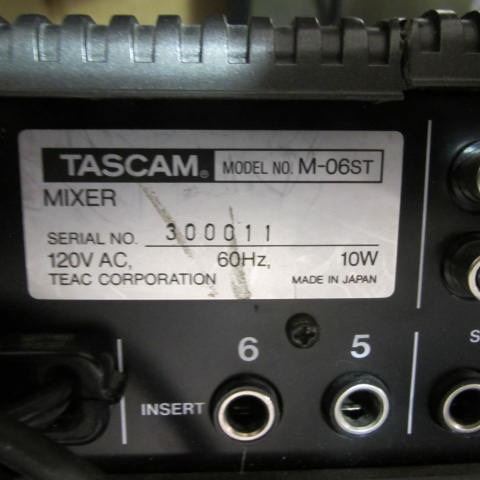 TASCAM® MODEL NO. M-06ST
MIXER
SERIAL NO. 300011
120V AC, 60Hz, 10W
TEAC CORPORATION MADE IN JAPAN
6 5
INSERT
S